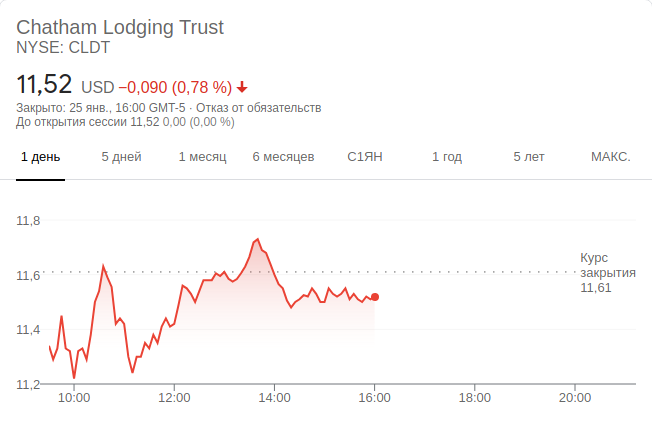 Chatham Lodging Trust
NYSE: CLDT
11,52 USD −0,090 (0,78 %)
Закрыто: 25 янв., 16:00 GMT-5 · Отказ от обязательств
До открытия сессии 11,52 0,00 (0,00 %)
1 день 5 дней 1 месяц 6 месяцев С1ЯН 1 год 5 лет МАКС.
11,8
11,6
11,4
11,2
Курс
закрытия
11,61
10:00 12:00 14:00 16:00 18:00 20:00